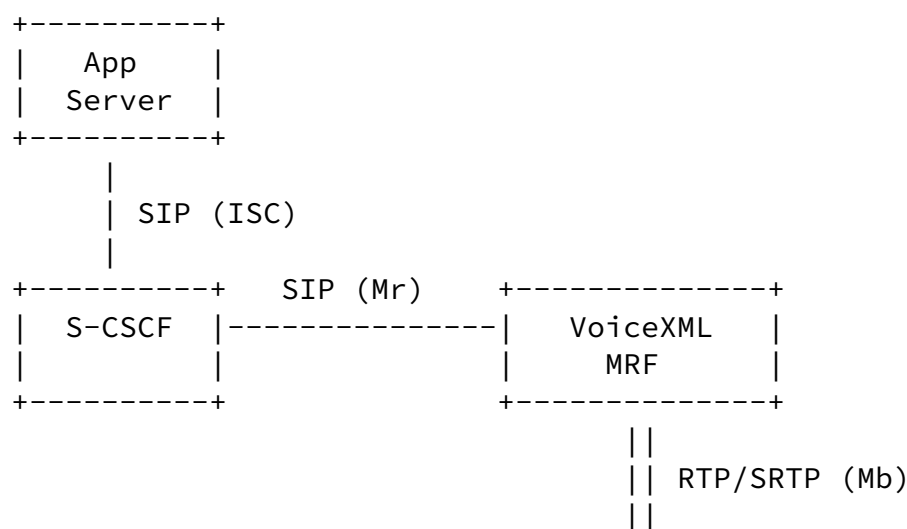 App
Server
SIP (ISC)
SIP (Mr)
S-CSCF
VoiceXML
MRF
RTP/SRTP (Mb)